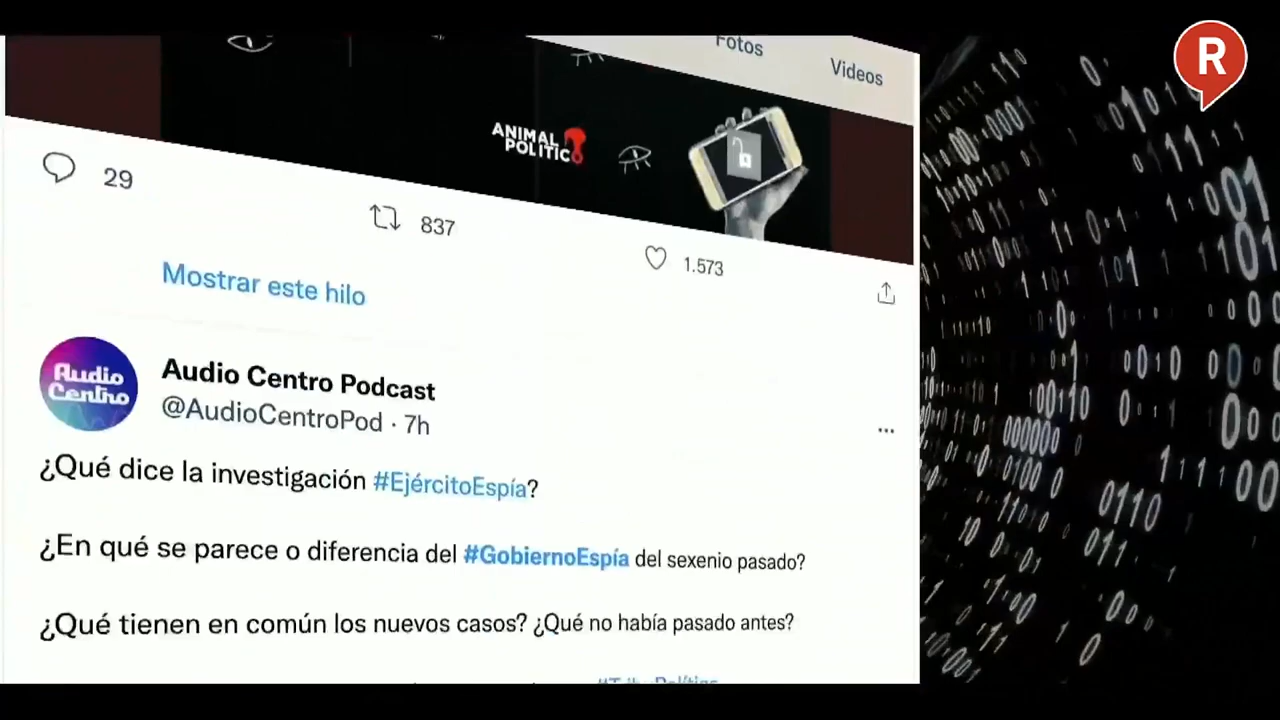 R
Fotos
Videos
ANIMAL
POLÍTICO
29
837
1.573
Mostrar este hilo
Audio
Centro
Audio Centro Podcast
@AudioCentroPod · 7h
¿Qué dice la investigación #EjércitoEspía?
¿En qué se parece o diferencia del #GobiernoEspía del sexenio pasado?
¿Qué tienen en común los nuevos casos? ¿Qué no había pasado antes?